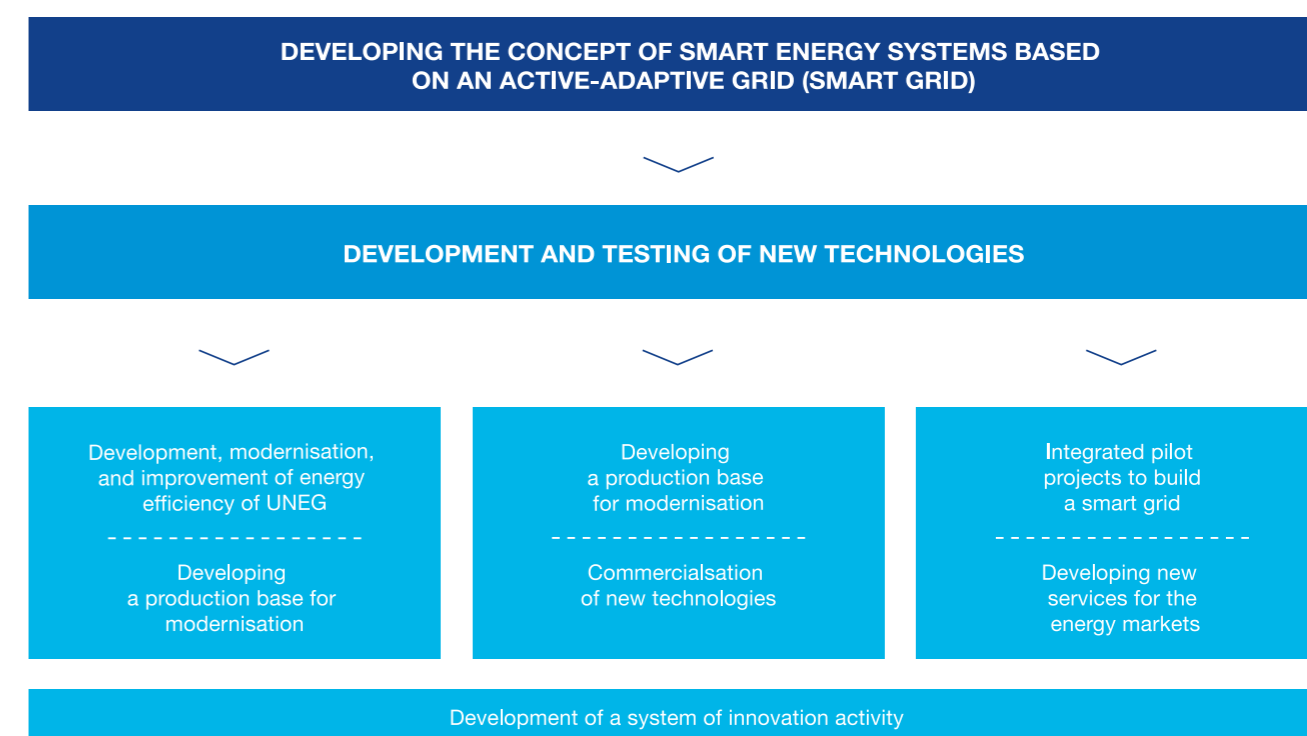 DEVELOPING THE CONCEPT OF SMART ENERGY SYSTEMS BASED
ON AN ACTIVE-ADAPTIVE GRID (SMART GRID)
DEVELOPMENT AND TESTING OF NEW TECHNOLOGIES
Development, modernisation,
and improvement of energy
efficiency of UNEG
Developing
a production base for
modernisation
Developing
a production base
for modernisation
Commercialsation
of new technologies
Integrated pilot
projects to build
a smart grid
Developing new
services for the
energy markets
Development of a system of innovation activity